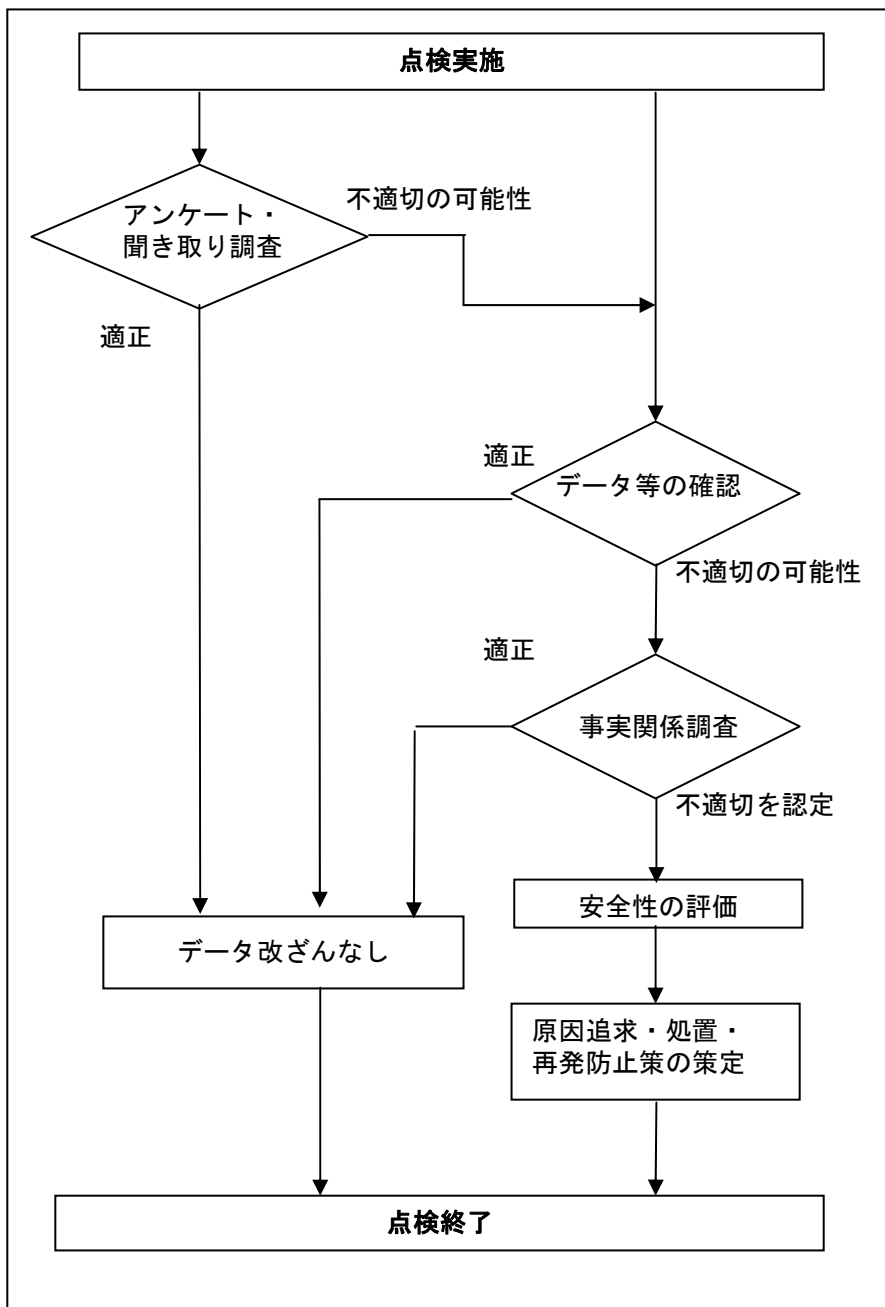 点検実施
アンケート・
聞き取り調査
不適切の可能性
適正
適正
データ等の確認
不適切の可能性
適正
事実関係調査
不適切を認定
安全性の評価
データ改ざんなし
原因追求・処置・
再発防止策の策定
点検終了